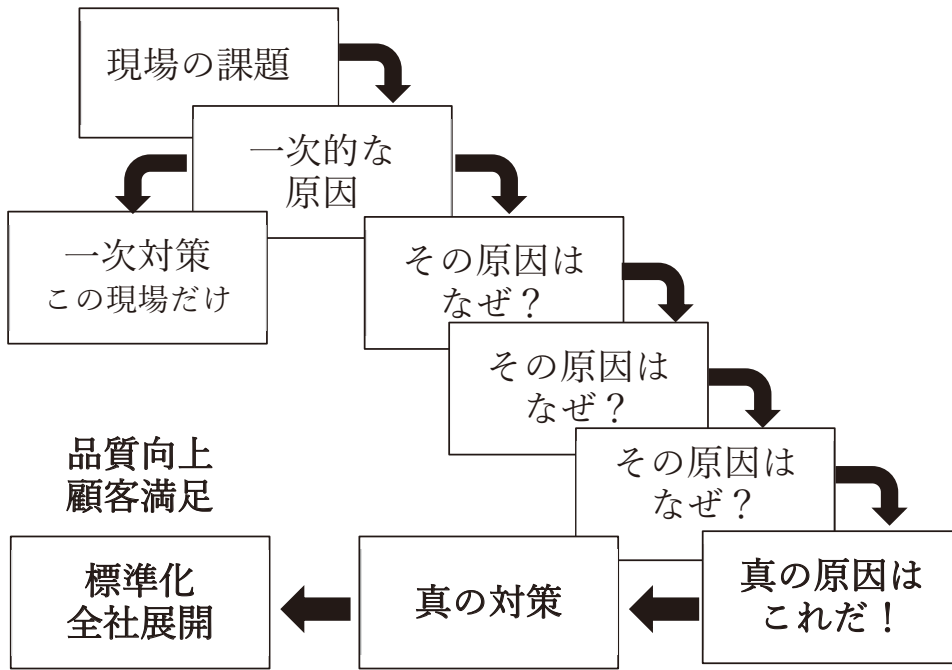 現場の課題
一次的な
原因
一次対策
この現場だけ
その原因は
なぜ？
その原因は
なぜ？
その原因は
なぜ？
真の原因は
これだ！
真の対策
品質向上
顧客満足
標準化
全社展開